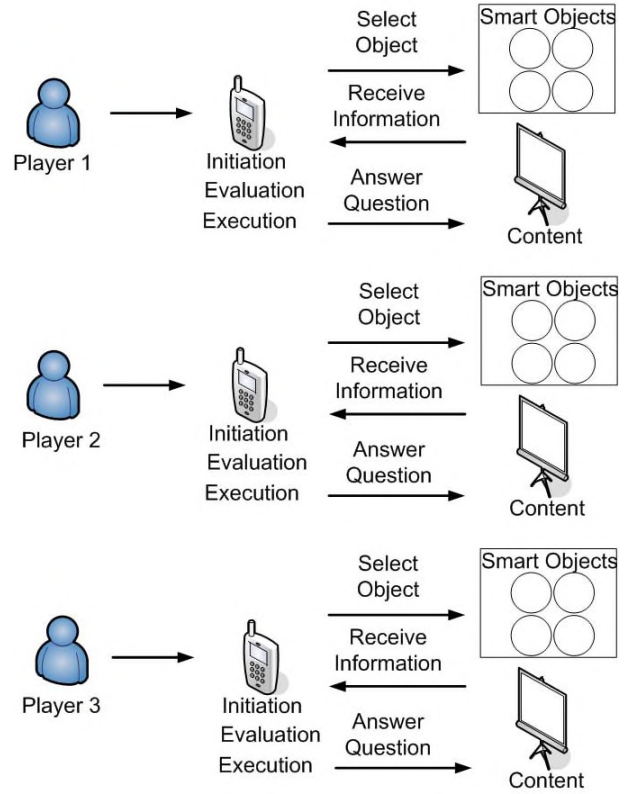 Select
Object
Smart Objects
Receive
Information
Player 1
Initiation
Evaluation
Execution
Answer
Question
Content
Select
Object
Smart Objects
Receive
Information
Player 2
Initiation
Evaluation
Execution
Answer
Question
Content
Select
Object
Smart Objects
Receive
Information
Player 3
Initiation
Evaluation
Execution
Answer
Question
Content